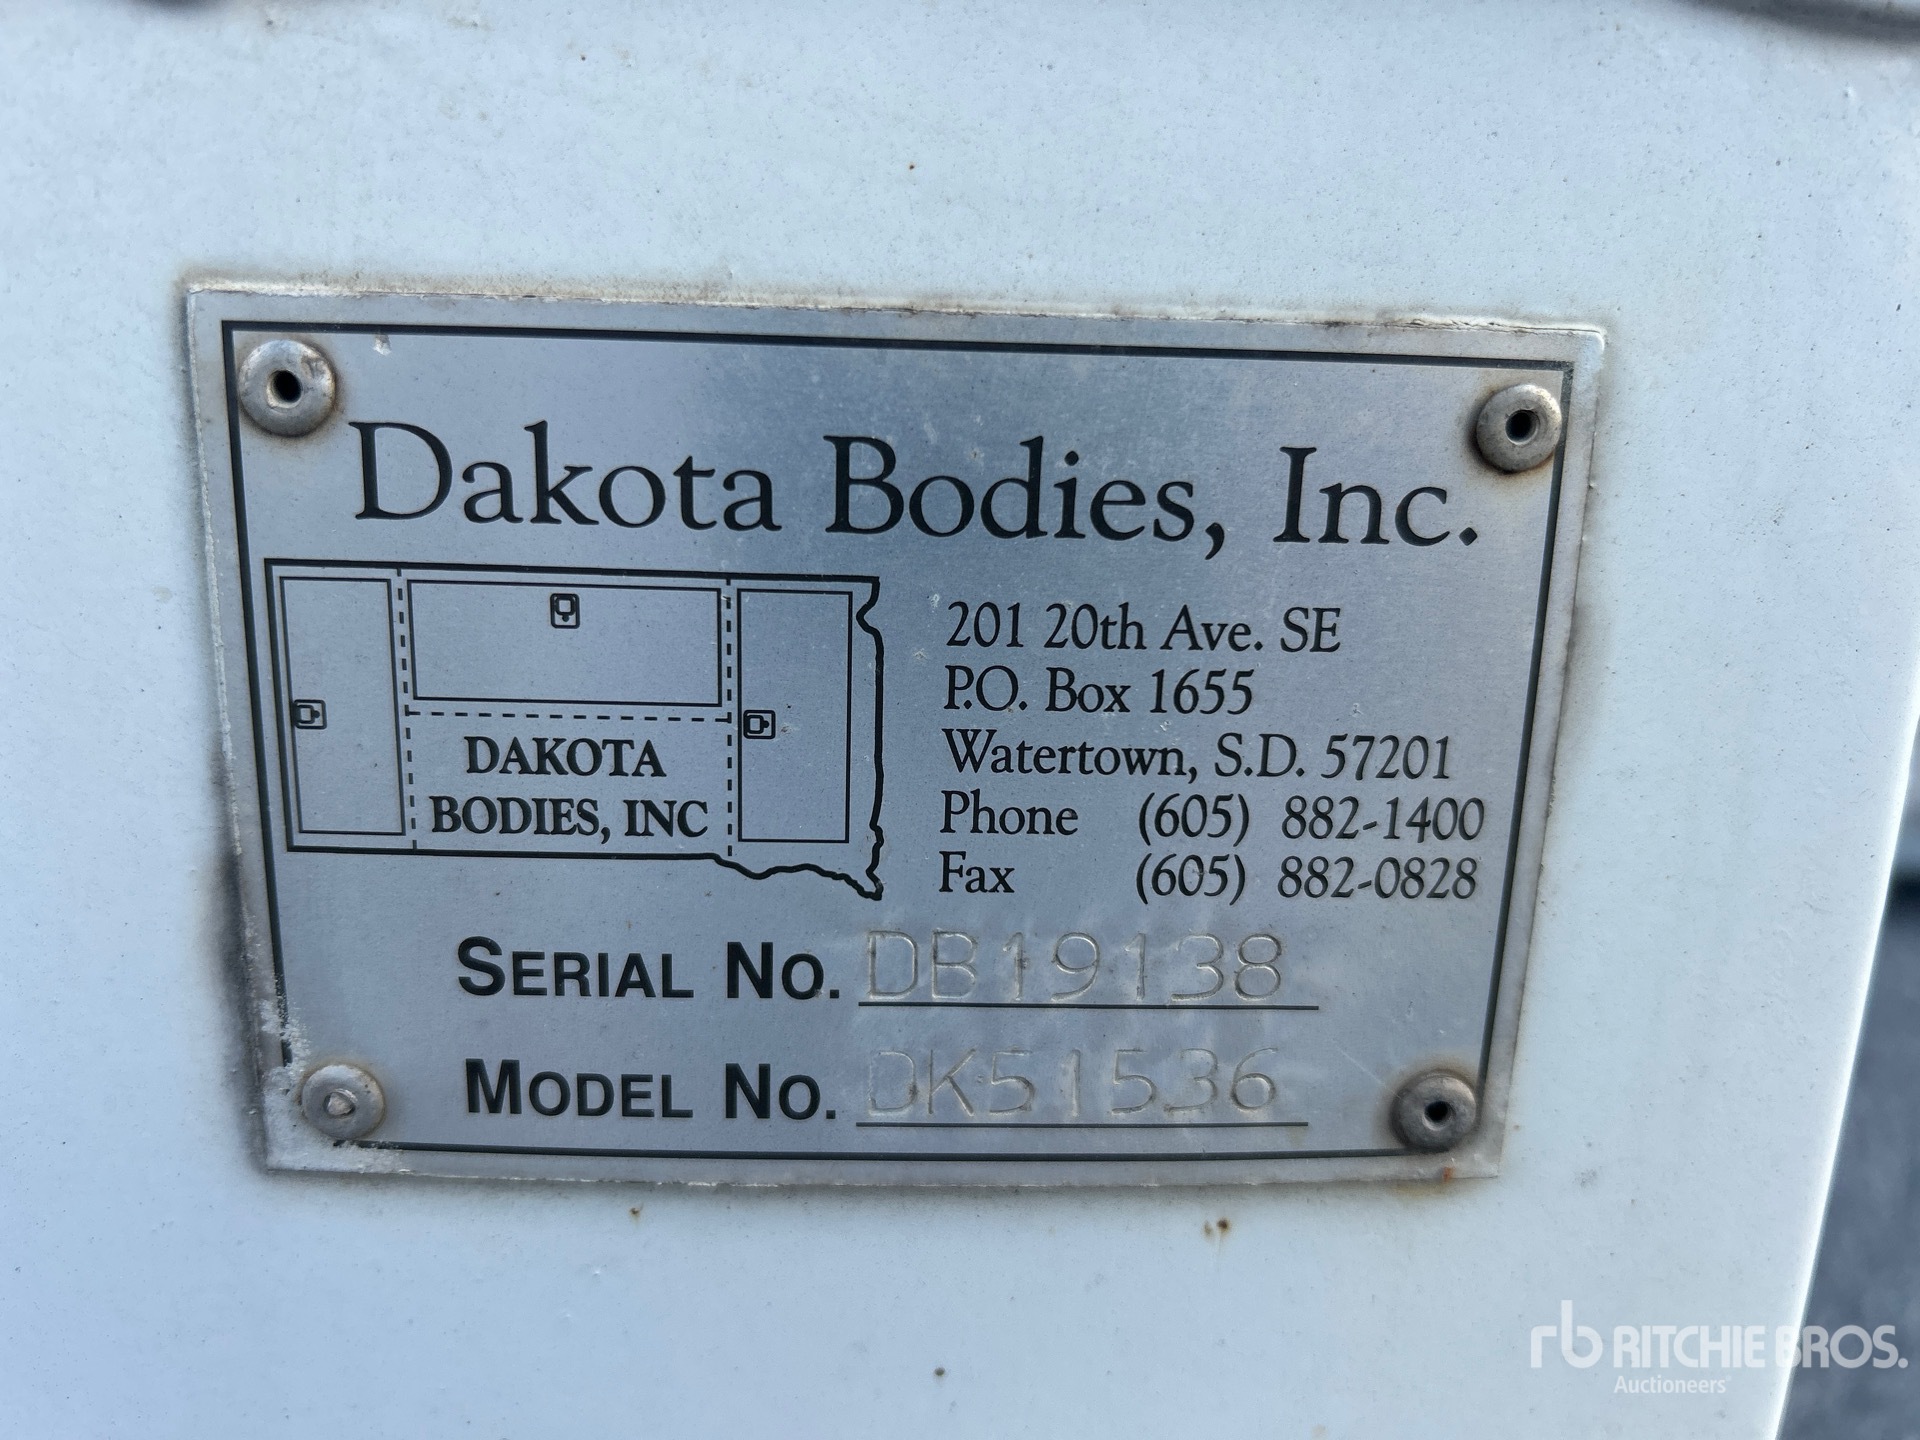 Dakota Bodies, Inc.
DAKOTA
BODIES, INC
201 20th Ave. SE
P.O. Box 1655
Watertown, S.D. 57201
Phone (605) 882-1400
Fax (605) 882-0828
SERIAL NO. DB19138
MODEL NO. DK51536
rb RITCHIE BROS.
Auctioneers